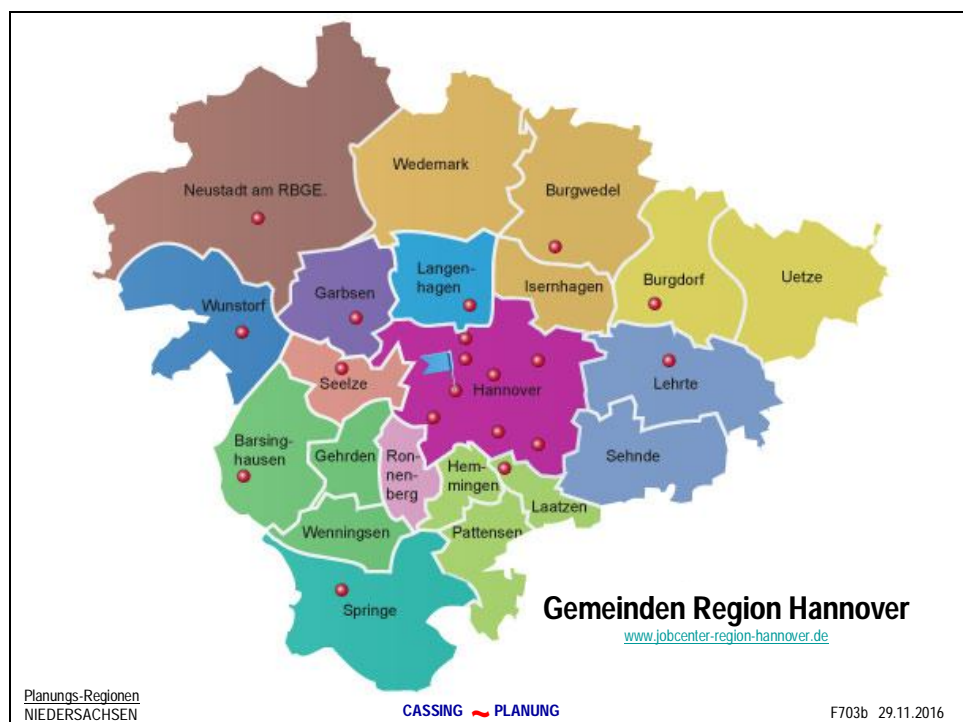 Wedemark
Neustadt am RBGE.
Burgwedel
Langen-
hagen
Garbsen
Isernhagen
Burgdorf
Uetze
Wunstorf
Seelze
Hannover
Lehrte
Barsing-
hausen
Gehrden
Ron-
nen-
berg
Hem-
mingen
Sehnde
Laatzen
Wenningsen
Pattensen
Springe
Gemeinden Region Hannover
www.jobcenter-region-hannover.de
Planungs-Regionen
NIEDERSACHSEN
CASSING ~ PLANUNG
F703b 29.11.2016